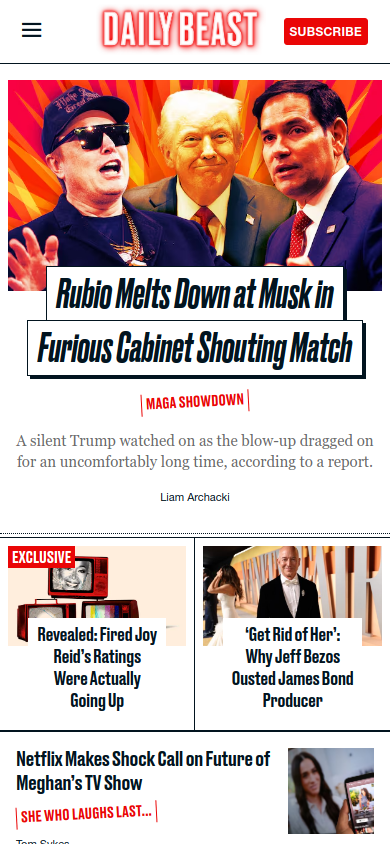 DAILY BEAST
SUBSCRIBE
Rubio Melts Down at Musk in
Furious Cabinet Shouting Match
MAGA SHOWDOWN
A silent Trump watched on as the blow-up dragged on
for an uncomfortably long time, according to a report.
Liam Archacki
EXCLUSIVE
Revealed: Fired Joy
Reid's Ratings
Were Actually
Going Up
‘Get Rid of Her’:
Why Jeff Bezos
Ousted James Bond
Producer
Netflix Makes Shock Call on Future of
Meghan's TV Show
SHE WHO LAUGHS LAST...
Tom Sykes